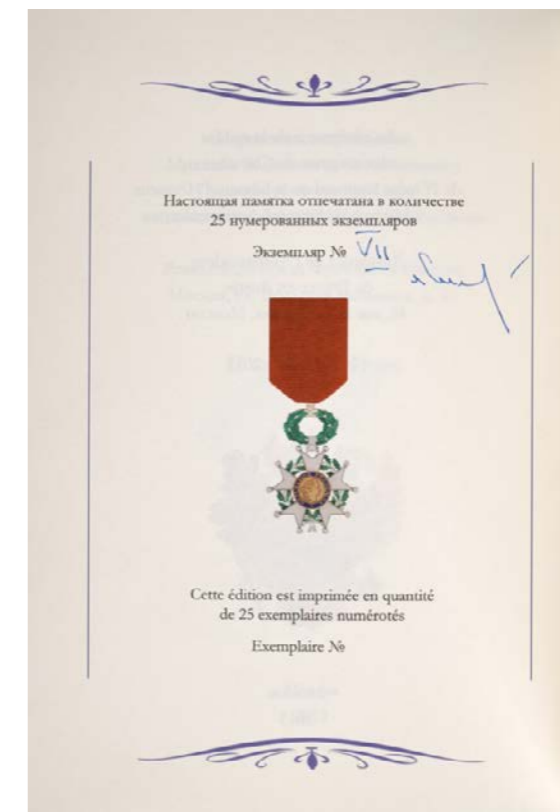 Настоящая памятка отпечатана в количестве
25 нумерованных экземпляров
Экземпляр № VII
Cette édition est imprimée en quantité
de 25 exemplaires numérotés
Exemplaire №